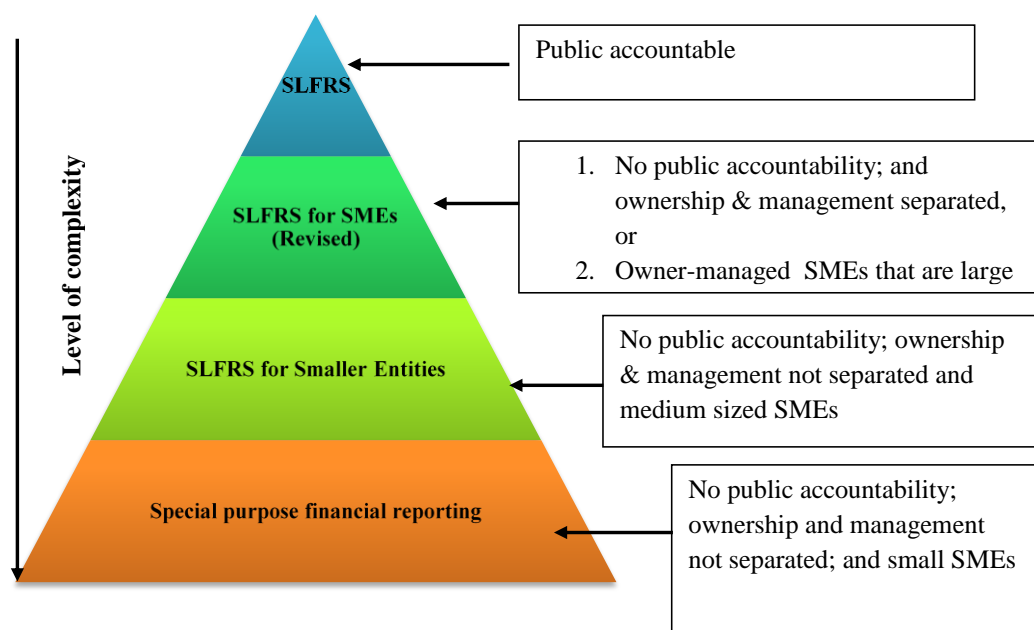 Level of complexity
SLFRS
Public accountable
SLFRS for SMEs
(Revised)
1. No public accountability; and
ownership & management separated,
or
2. Owner-managed SMEs that are large
SLFRS for Smaller Entities
No public accountability; ownership
& management not separated and
medium sized SMEs
Special purpose financial reporting
No public accountability;
ownership and management
not separated; and small SMEs